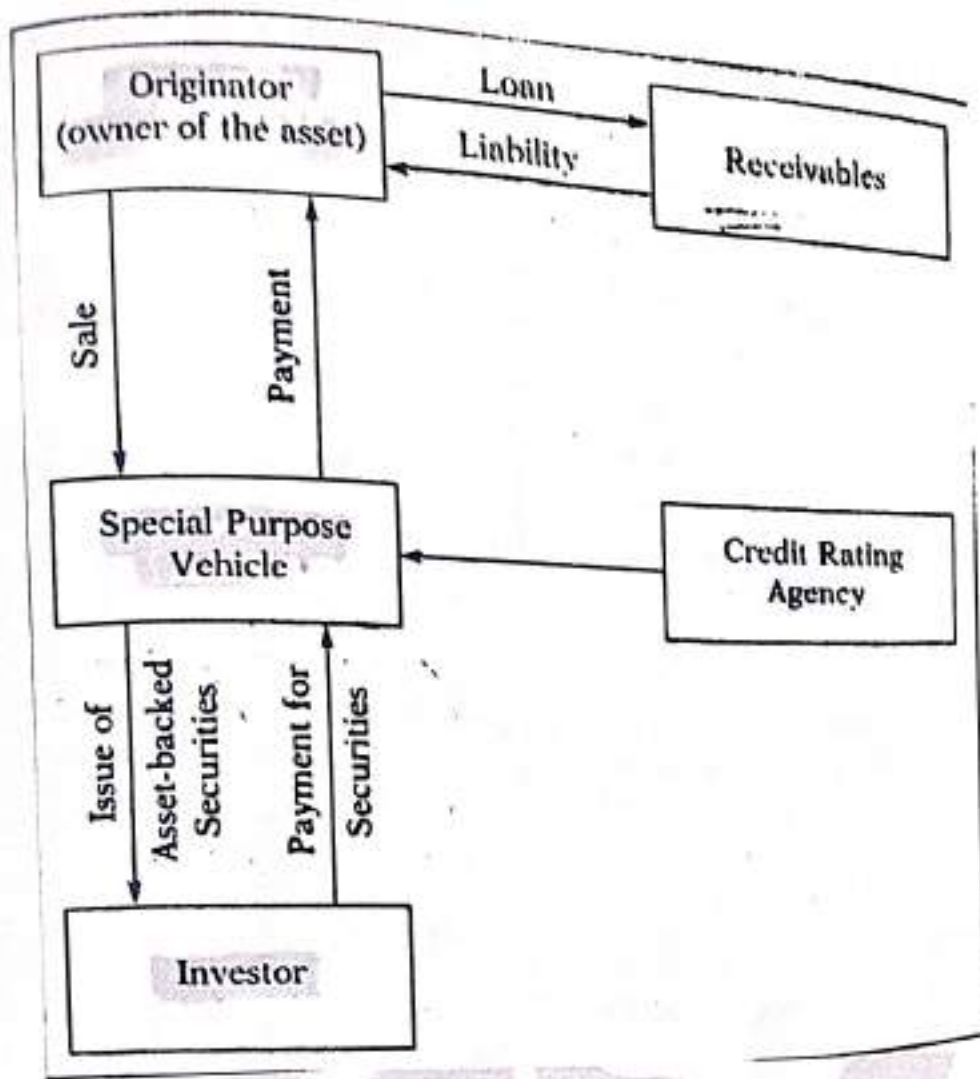 Originator
(owner of the asset)
Loan
Liability
Receivables
Sale
Payment
Special Purpose
Vehicle
Credit Rating
Agency
Issue of
Asset-backed
Securities
Payment for
Securities
Investor